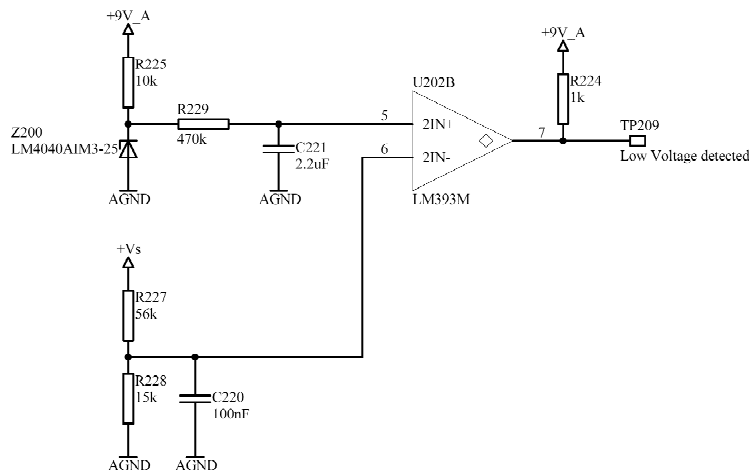 +9V_A
R225
10k
R229
470k
Z200
LM4040AIM3-25
C221
2.2uF
AGND
AGND
U202B
5
2IN+
6
2IN-
7
LM393M
+9V_A
R224
1k
TP209
Low Voltage detected
+Vs
R227
56k
R228
15k
C220
100nF
AGND
AGND